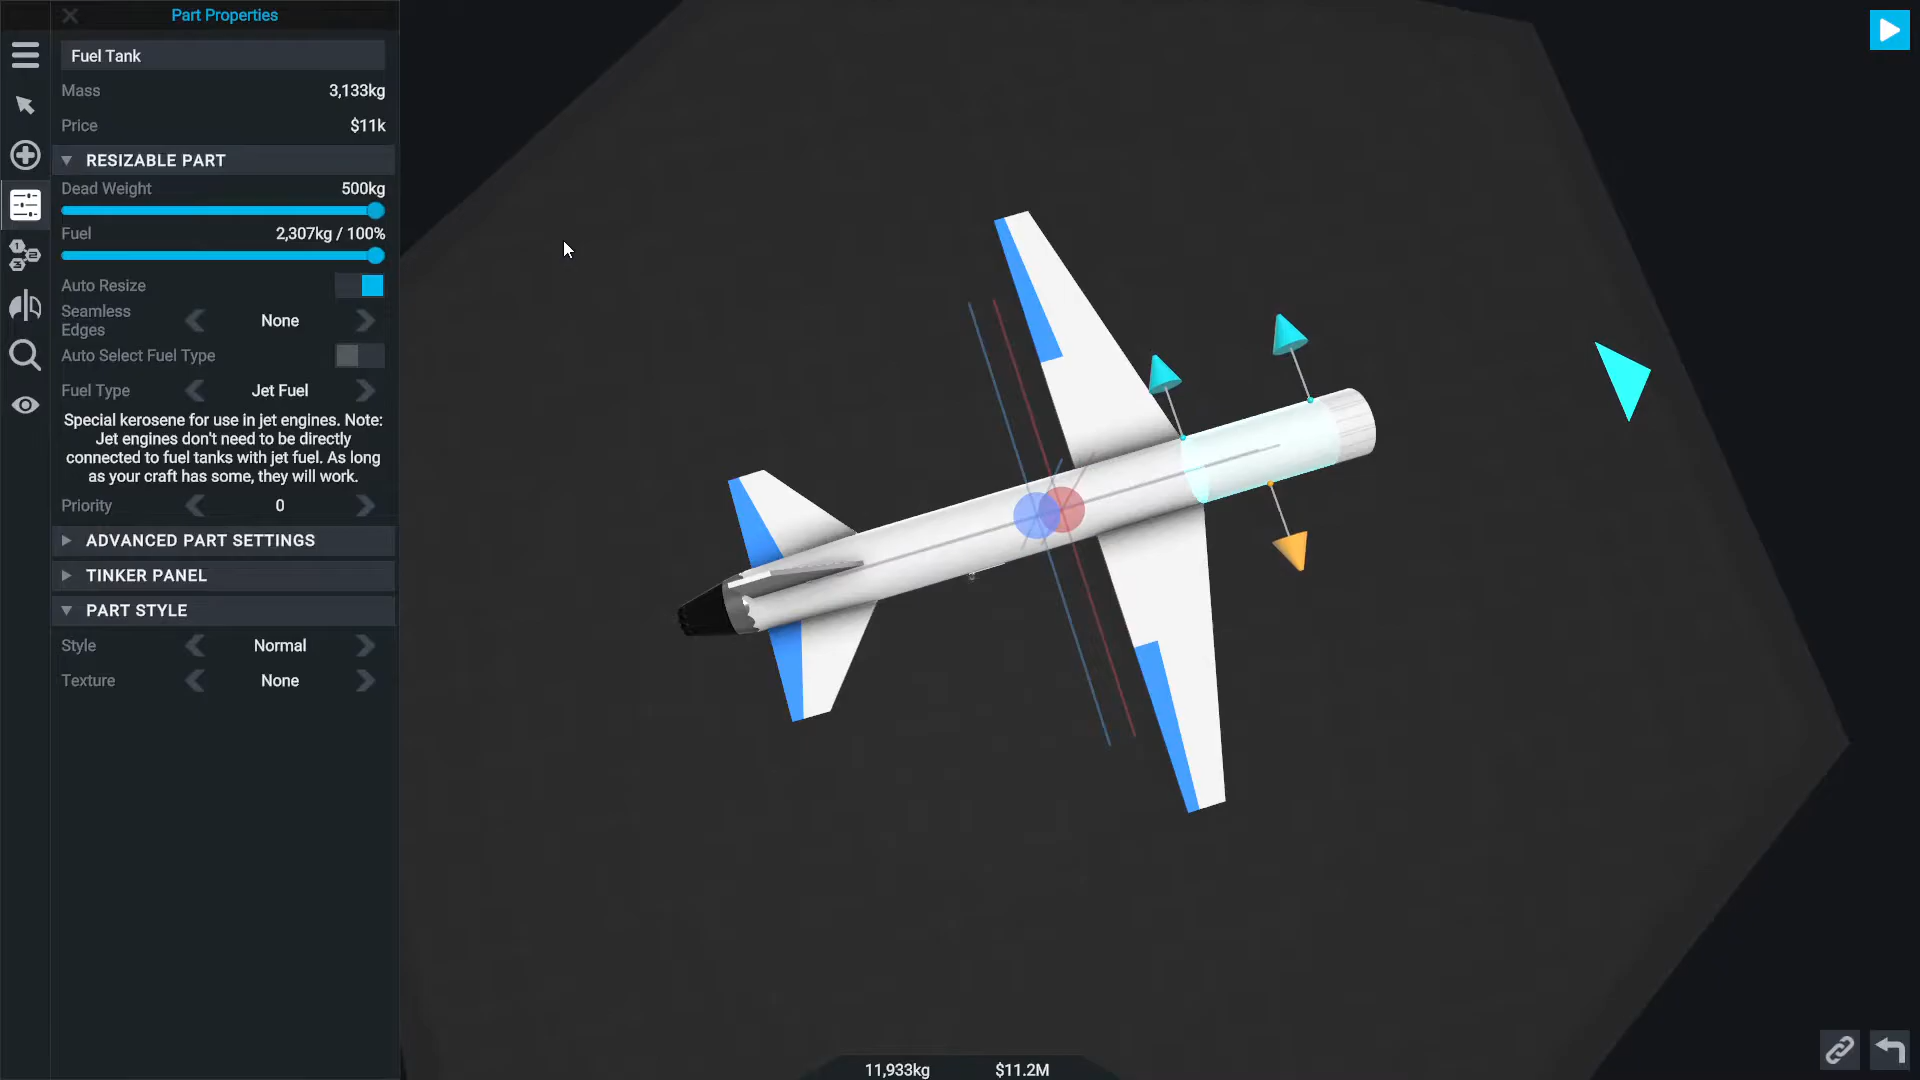 Part Properties
Fuel Tank
Mass 3,133kg
Price $11k
RESIZABLE PART
Dead Weight 500kg
Fuel 2,307kg / 100%
Auto Resize
Seamless
Edges
None
Auto Select Fuel Type
Fuel Type Jet Fuel
Special kerosene for use in jet engines. Note:
Jet engines don't need to be directly
connected to fuel tanks with jet fuel. As long
as your craft has some, they will work.
Priority 0
ADVANCED PART SETTINGS
TINKER PANEL
PART STYLE
Style Normal
Texture None
11,933kg $11.2M